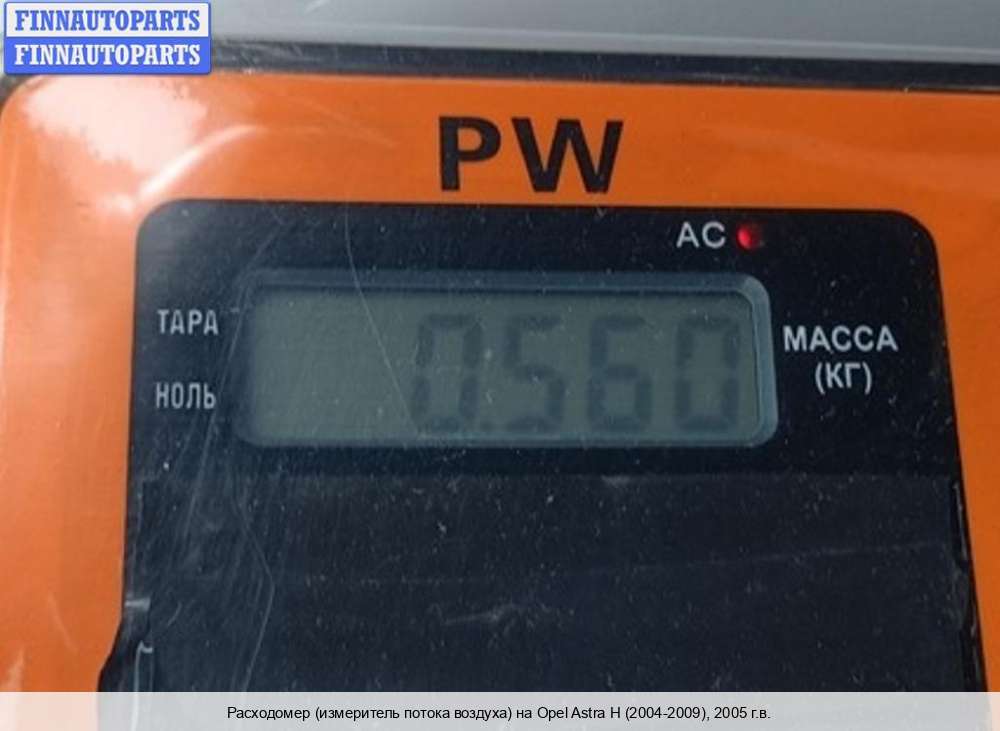 FINNAUTOPARTS
FINNAUTOPARTS
PW
AC
ТАРА
0.560
МАССА
(КГ)
НОЛЬ
Расходомер (измеритель потока воздуха) на Opel Astra H (2004-2009), 2005 г.в.